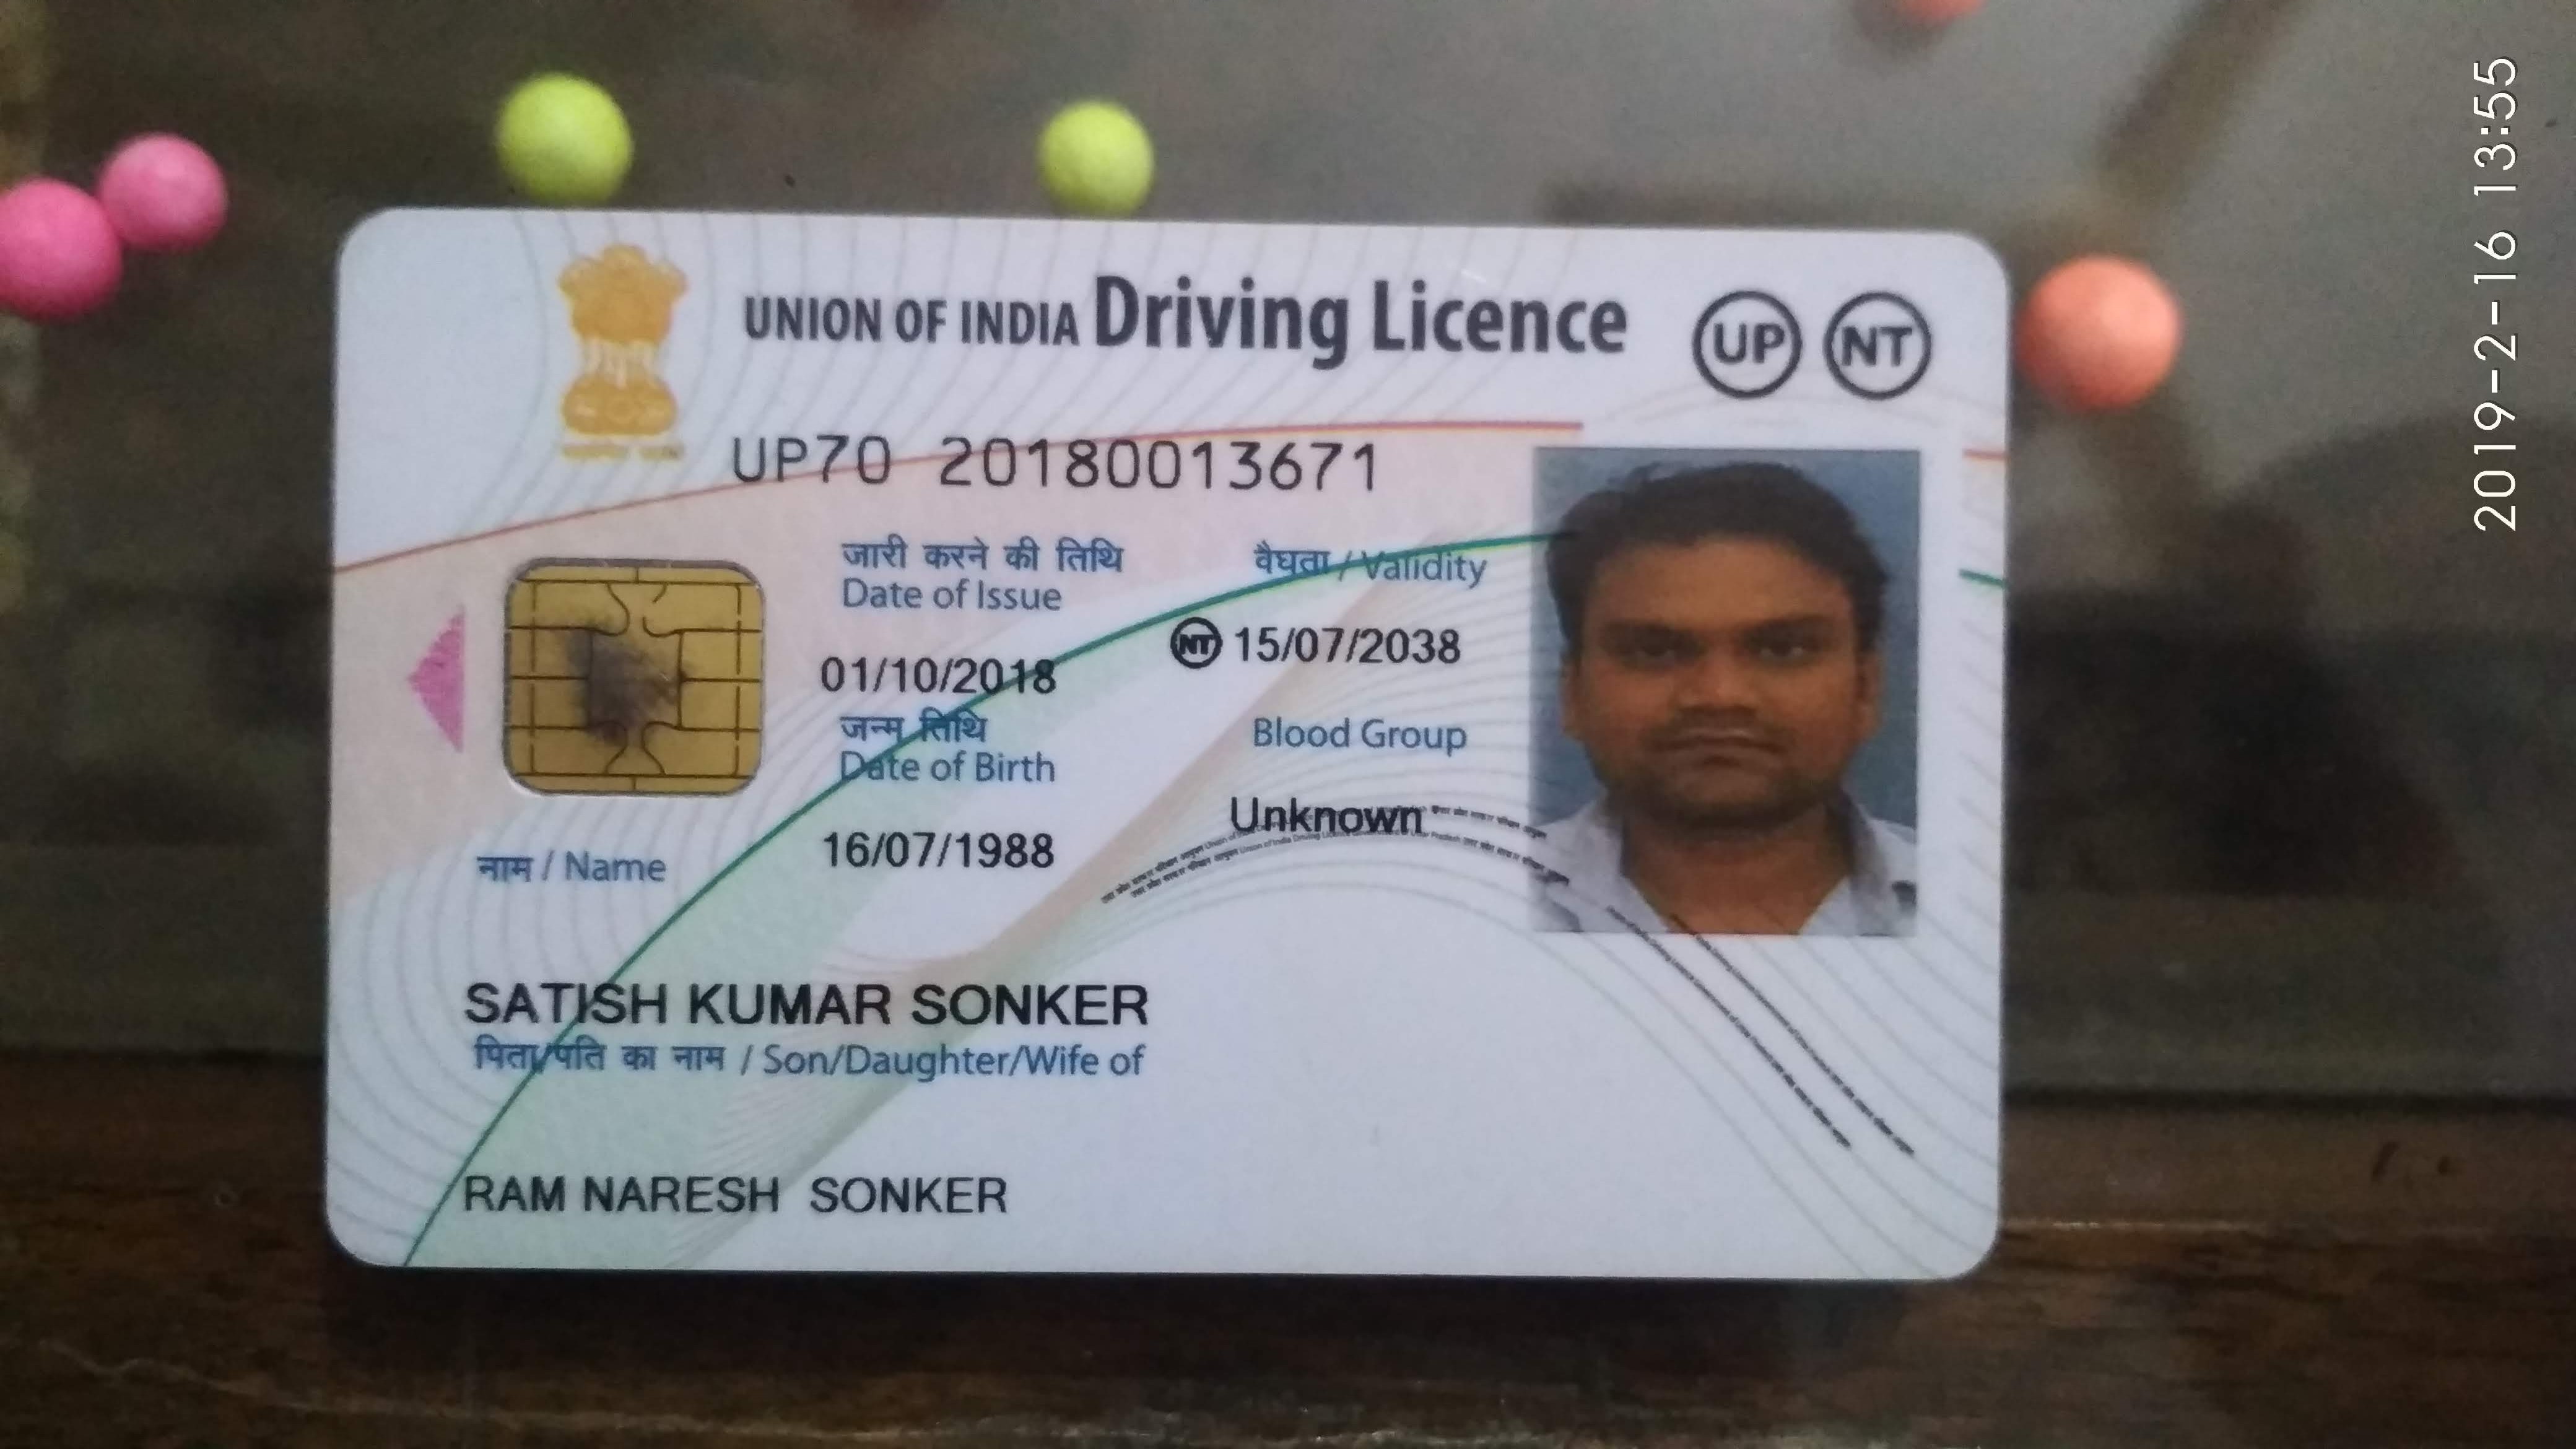 UNION OF INDIA Driving Licence UP NT
UP70 20180013671
जारी करने की तिथि वैधता / Validity
Date of Issue
NT 15/07/2038
01/10/2018
जन्म तिथि Blood Group
Date of Birth
Unknown
16/07/1988
नाम / Name
SATISH KUMAR SONKER
पिता/पति का नाम / Son/Daughter/Wife of
RAM NARESH SONKER
2019-2-16 13:55